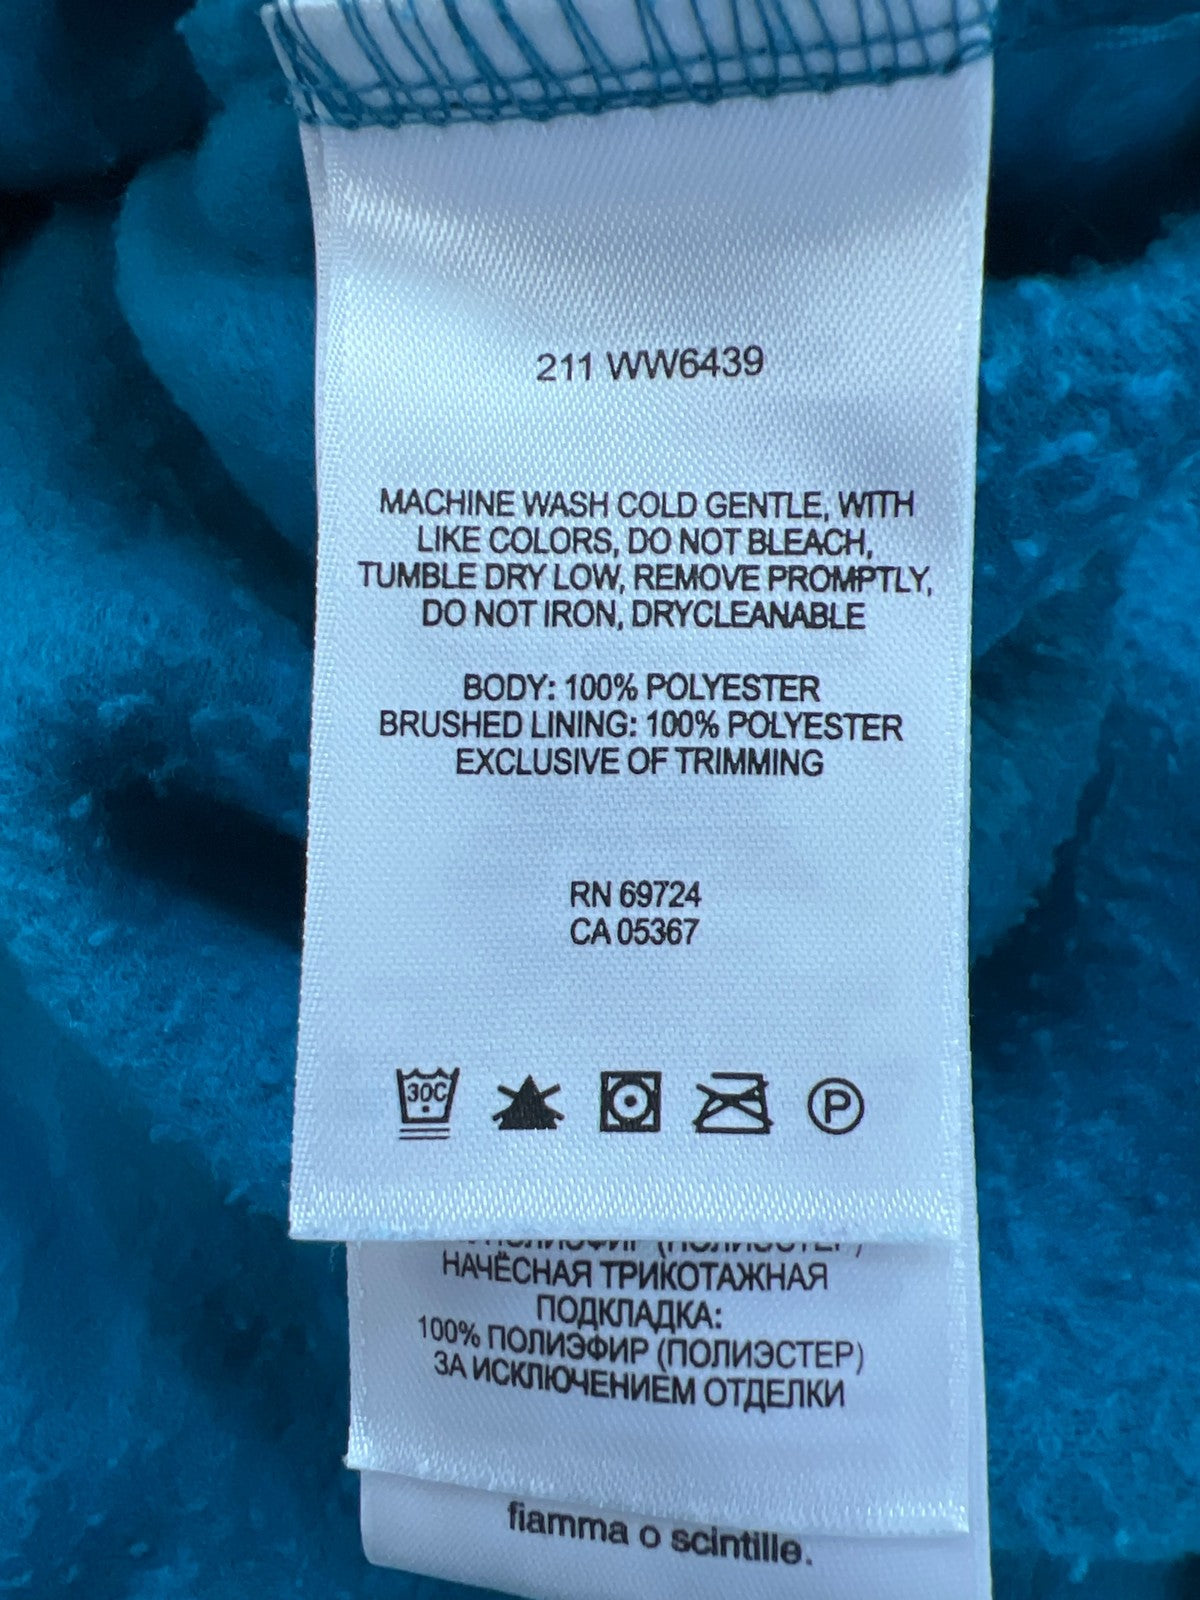 211 WW6439
MACHINE WASH COLD GENTLE, WITH
LIKE COLORS, DO NOT BLEACH,
TUMBLE DRY LOW, REMOVE PROMPTLY,
DO NOT IRON, DRYCLEANABLE
BODY: 100% POLYESTER
BRUSHED LINING: 100% POLYESTER
EXCLUSIVE OF TRIMMING
RN 69724
CA 05367
30C
P
НАЧЁСНАЯ ТРИКОТАЖНАЯ
ПОДКЛАДКА:
100% ПОЛИЭФИР (ПОЛИЭСТЕР)
ЗА ИСКЛЮЧЕНИЕМ ОТДЕЛКИ
fiamma o scintille.